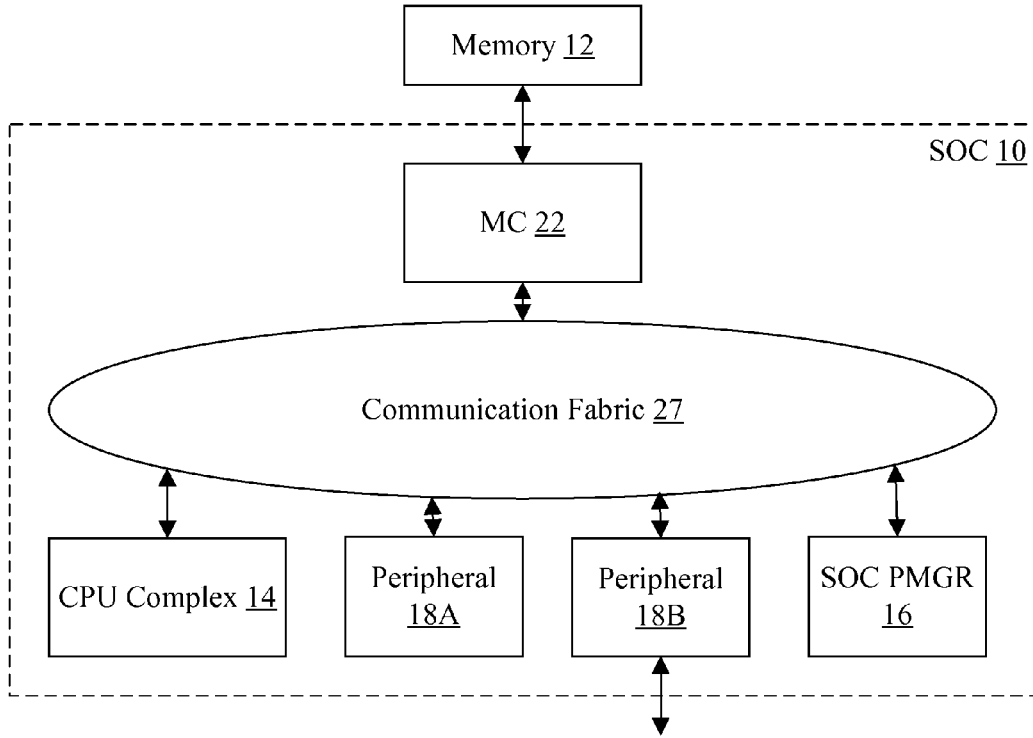 Memory 12
SOC 10
MC 22
Communication Fabric 27
CPU Complex 14
Peripheral
18A
Peripheral
18B
SOC PMGR
16